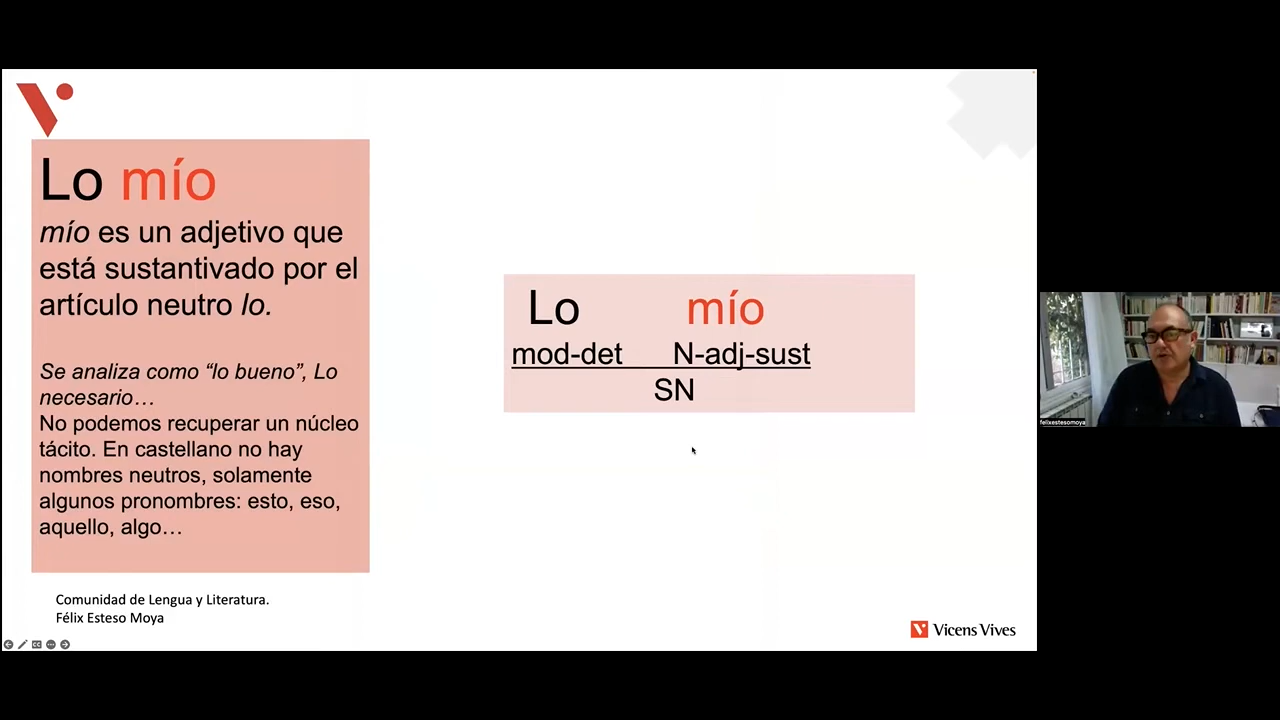 Lo mío
mío es un adjetivo que
está sustantivado por el
artículo neutro lo.
Se analiza como “lo bueno”, Lo
necesario…
No podemos recuperar un núcleo
tácito. En castellano no hay
nombres neutros, solamente
algunos pronombres: esto, eso,
aquello, algo…
Lo mío
mod-det N-adj-sust
SN
Comunidad de Lengua y Literatura.
Félix Esteso Moya
Vicens Vives
felixestesomoya